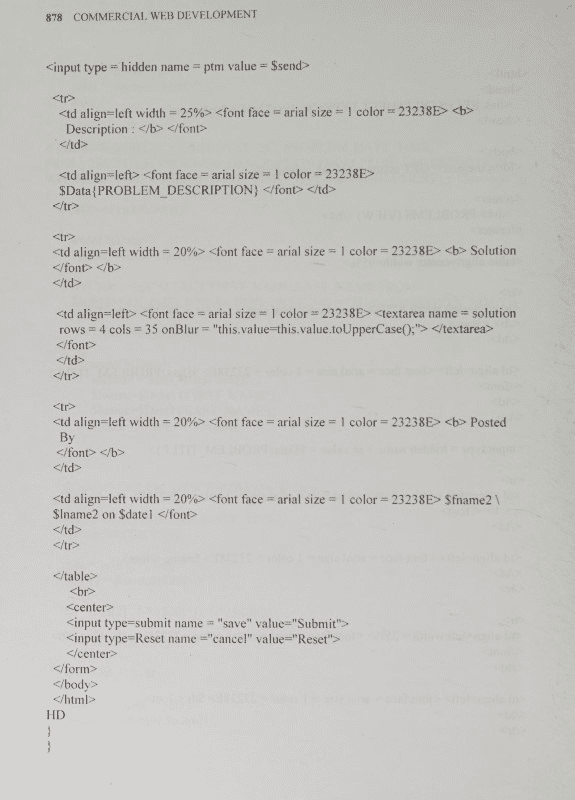 878 COMMERCIAL WEB DEVELOPMENT
<input type = hidden name = ptm value = $send>
<tr>
<td align=left width = 25%> <font face = arial size = 1 color = 23238E> <b>
Description : </b> </font>
</td>
<td align=left> <font face = arial size = 1 color = 23238E>
$Data{PROBLEM_DESCRIPTION} </font> </td>
</tr>
<tr>
<td align=left width = 20%> <font face = arial size = 1 color = 23238E> <b> Solution
</font> </b>
</td>
<td align=left> <font face = arial size = 1 color = 23238E> <textarea name = solution
rows = 4 cols = 35 onBlur = "this.value=this.value.toUpperCase();"> </textarea>
</font>
</td>
</tr>
<tr>
<td align=left width = 20%> <font face = arial size = 1 color = 23238E> <b> Posted
By
</font> </b>
</td>
<td align=left width = 20%> <font face = arial size = 1 color = 23238E> $fname2 \
$lname2 on $date1 </font>
</td>
</tr>
</table>
<br>
<center>
<input type=submit name = "save" value="Submit">
<input type=Reset name ="cancel" value="Reset">
</center>
</form>
</body>
</html>
HD
}
}